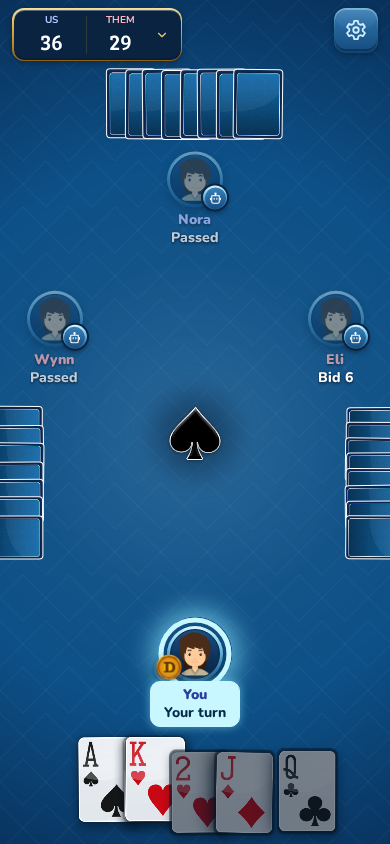 US THEM
36 29
Nora
Passed
Wynn Eli
Passed Bid 6
D
You
Your turn
A K 2 J Q